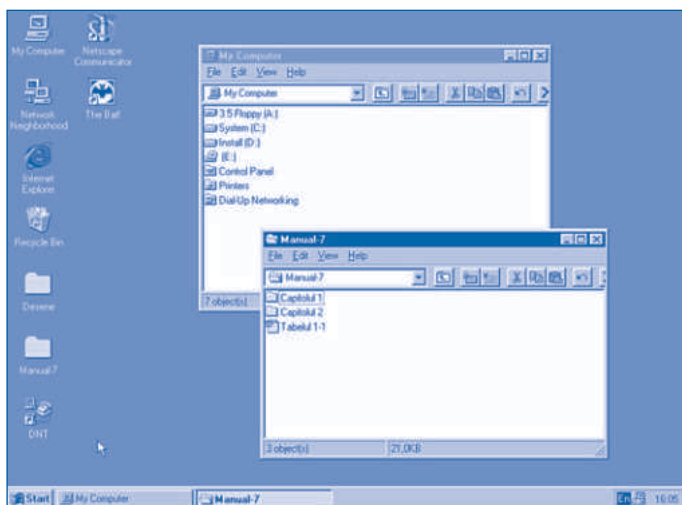 My Computer
Netscape
Communicator
Network
Neighborhood
The Bat!
Internet
Explorer
Recycle Bin
Desene
Manual-7
DNT
My Computer
File Edit View Help
My Computer
3.5 Floppy (A:)
System (C:)
Install (D:)
(E:)
Control Panel
Printers
Dial-Up Networking
7 object(s)
Manual-7
File Edit View Help
Manual-7
Capitolul 1
Capitolul 2
Tabelul 1-1
3 object(s) 21,0KB
Start My Computer Manual-7 En 16:05